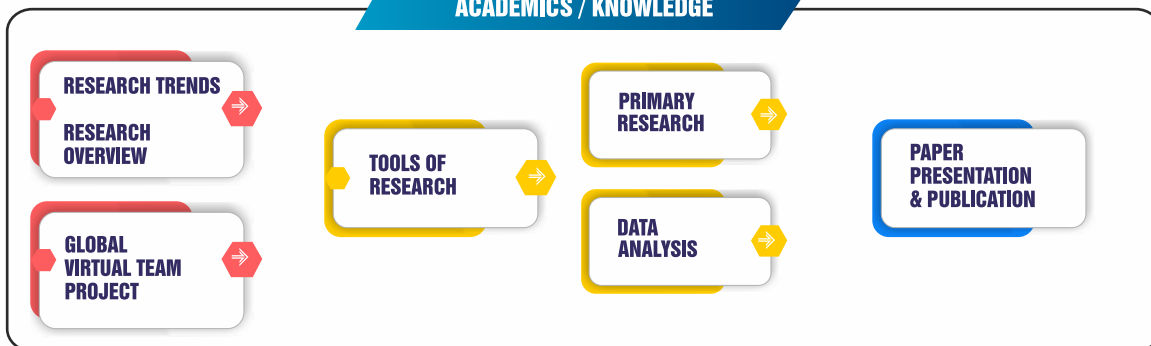 ACADEMICS / KNOWLEDGE
RESEARCH TRENDS
RESEARCH
OVERVIEW
GLOBAL
VIRTUAL TEAM
PROJECT
TOOLS OF
RESEARCH
PRIMARY
RESEARCH
DATA
ANALYSIS
PAPER
PRESENTATION
& PUBLICATION